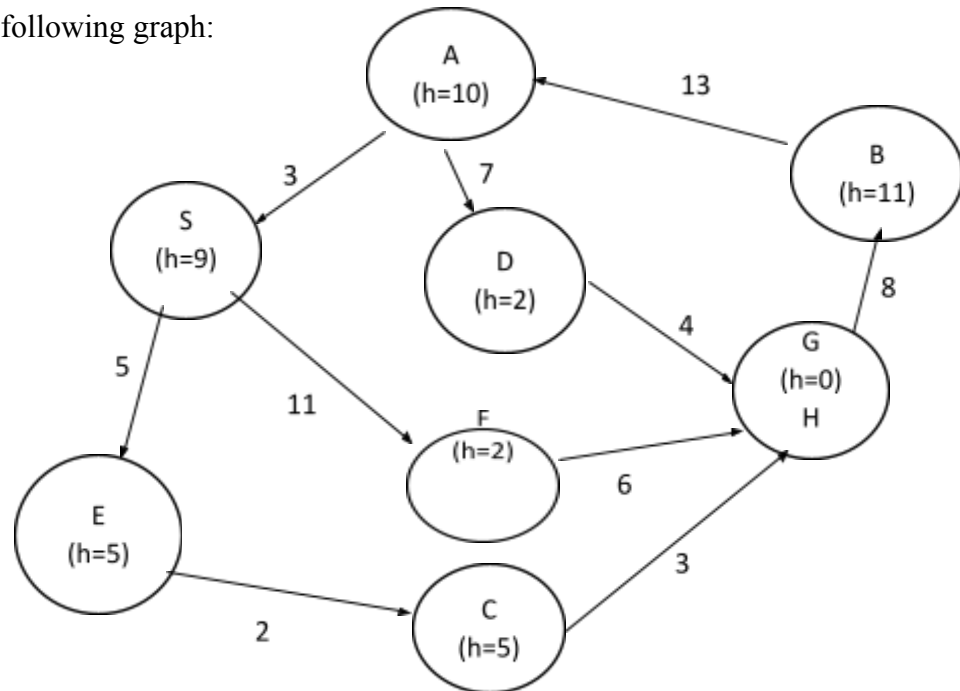 following graph:
A
(h=10)
13
B
(h=11)
3
7
S
(h=9)
D
(h=2)
8
4
G
(h=0)
H
5
11
F
(h=2)
6
E
(h=5)
3
C
(h=5)
2